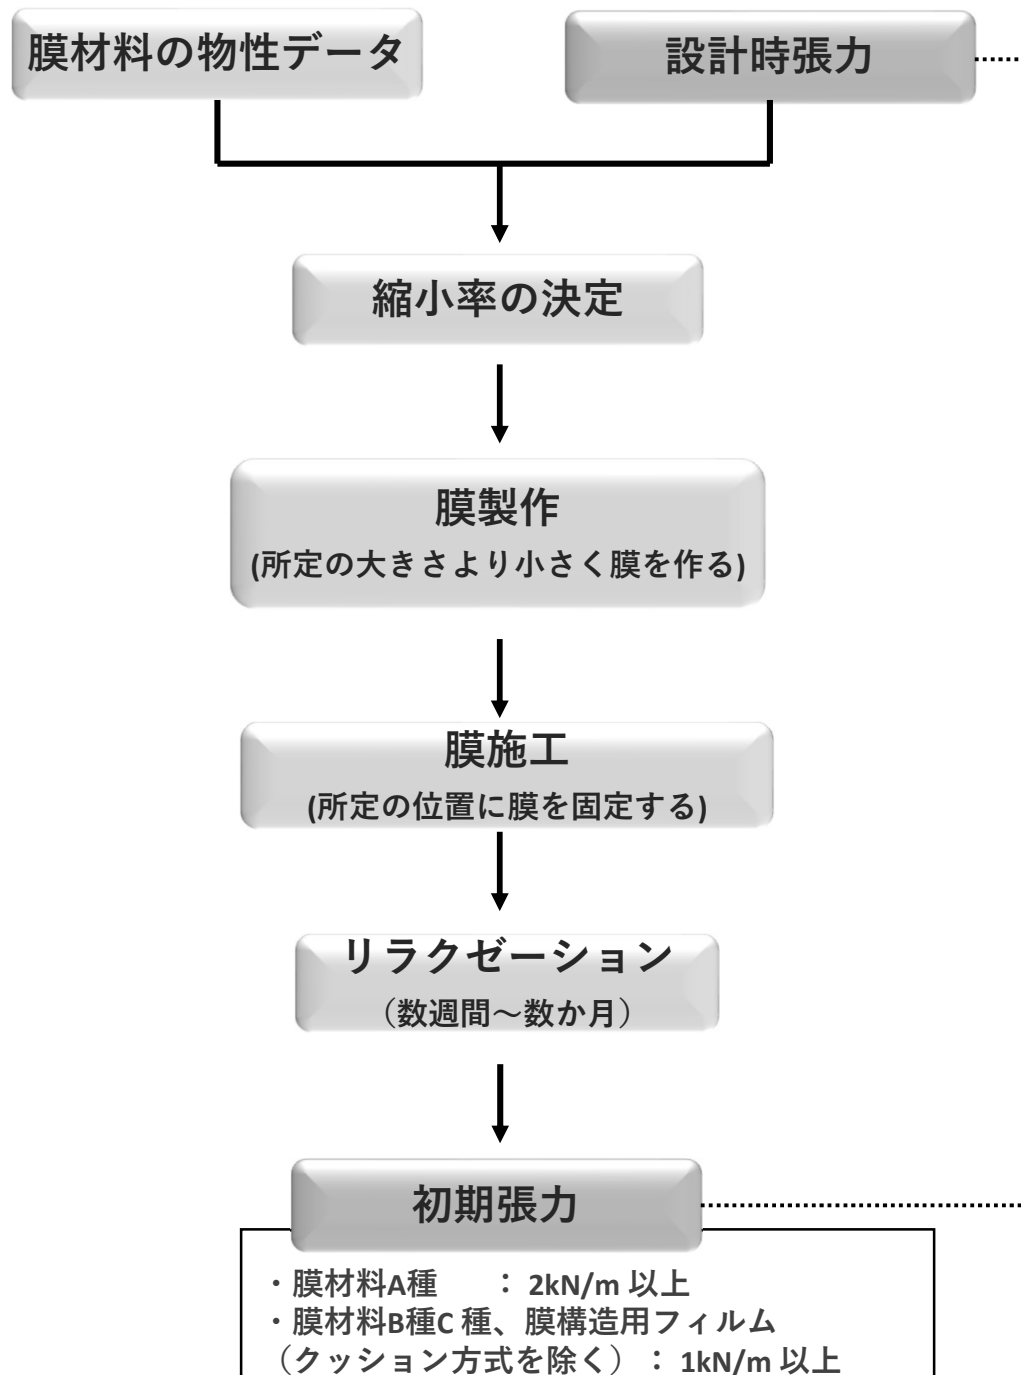 膜材料の物性データ
設計時張力
縮小率の決定
膜製作
(所定の大きさより小さく膜を作る)
膜施工
(所定の位置に膜を固定する)
リラクゼーション
（数週間～数か月）
初期張力
・膜材料A種　　： 2kN/m 以上
・膜材料B種C 種、膜構造用フィルム
（クッション方式を除く）： 1kN/m 以上